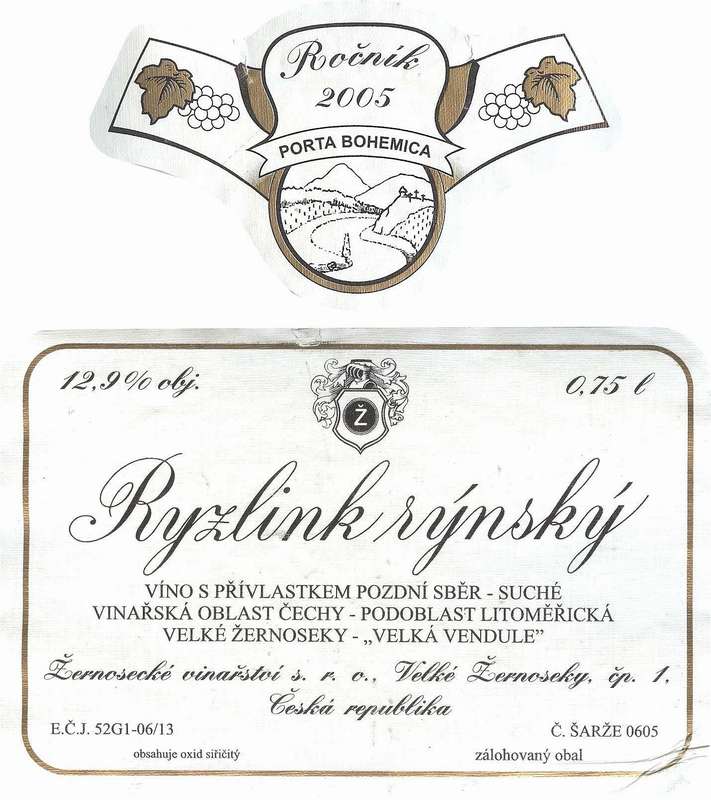 Ročník
2005
PORTA BOHEMICA
12,9% obj.
0,75 l
Ž
Ryzlink rýnský
VÍNO S PŘÍVLASTKEM POZDNÍ SBĚR - SUCHÉ
VINAŘSKÁ OBLAST ČECHY - PODOBLAST LITOMĚŘICKÁ
VELKÉ ŽERNOSEKY - „VELKÁ VENDULE”
Žernosecké vinařství s. r. o., Velké Žernoseky, čp. 1,
Česká republika
E.Č.J. 52G1-06/13
Č. ŠARŽE 0605
obsahuje oxid siřičitý
zálohovaný obal